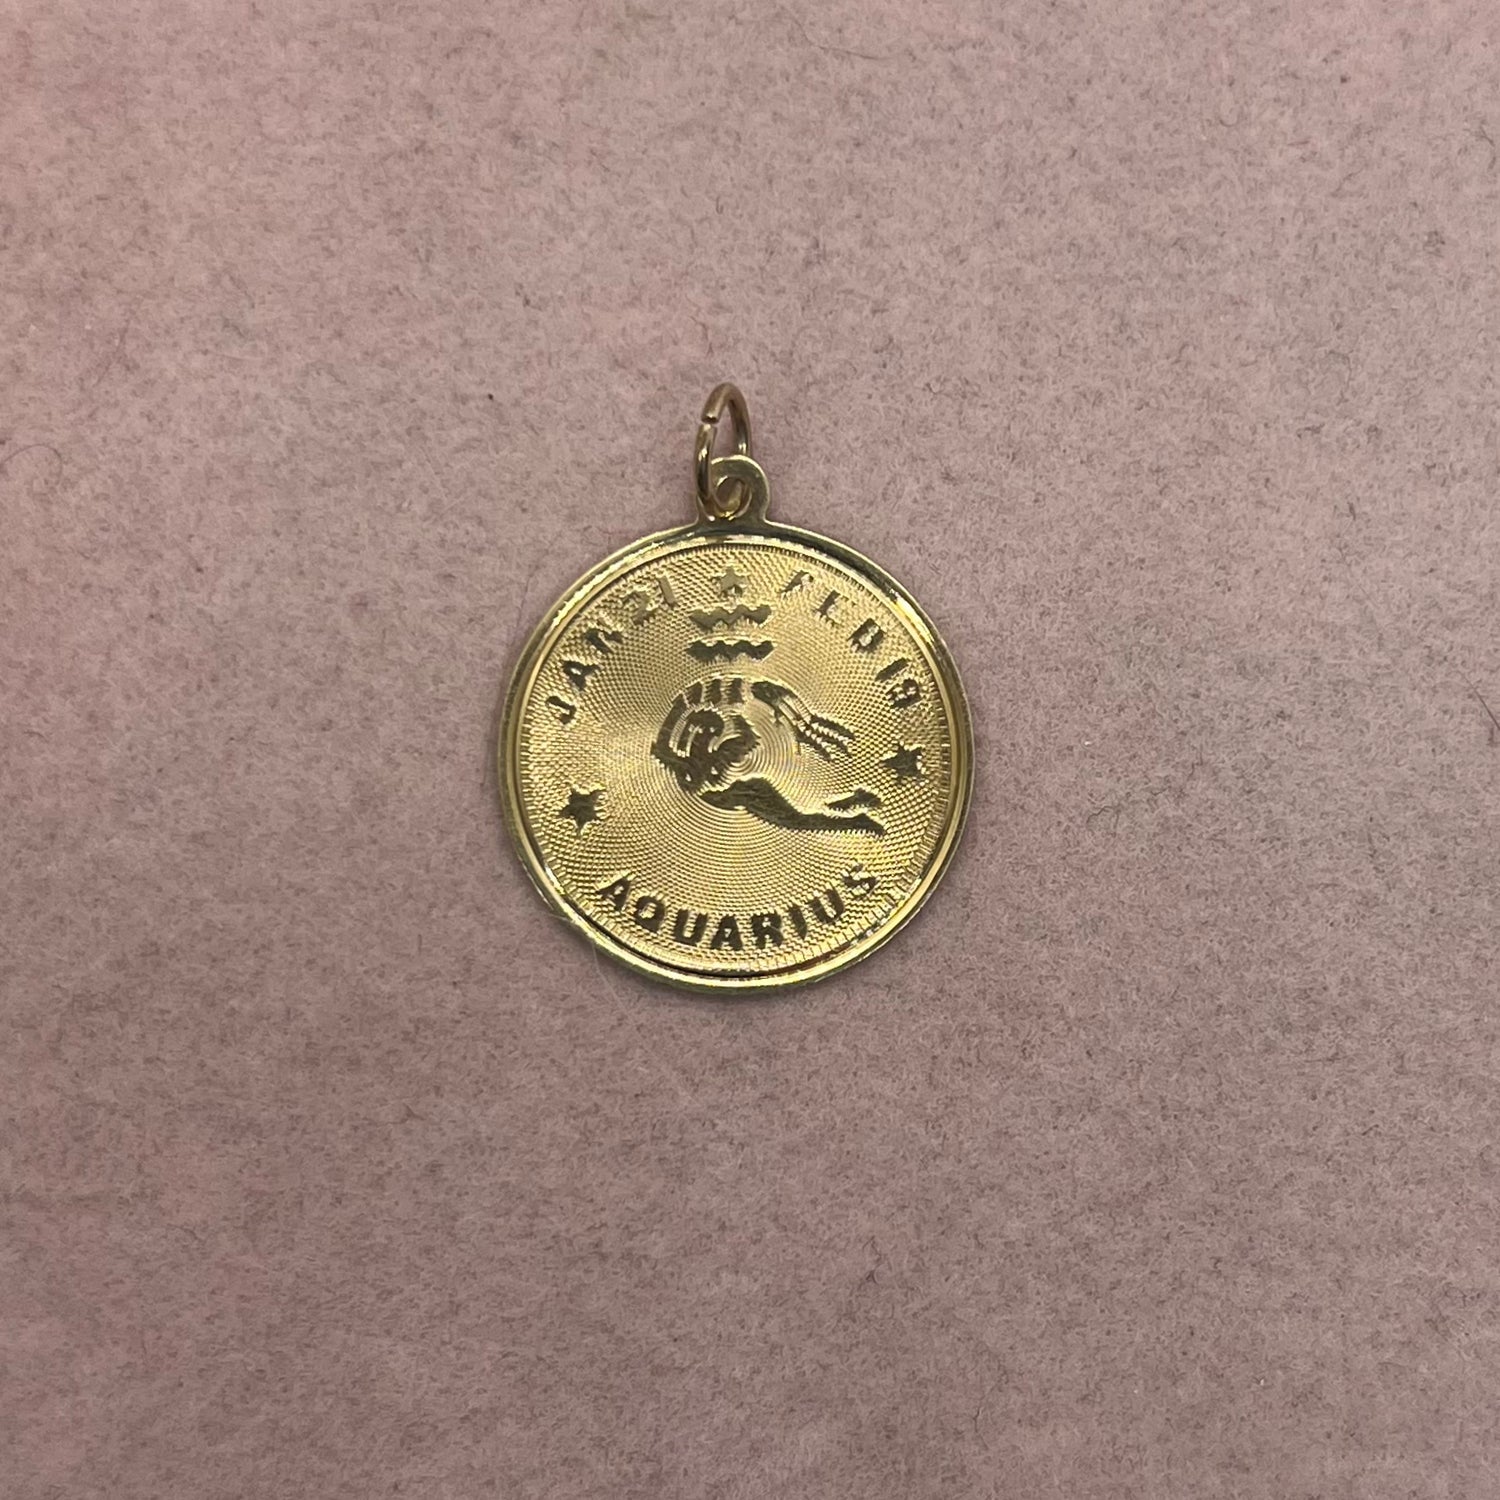 JAN 21 ★ FEB 19
AQUARIUS